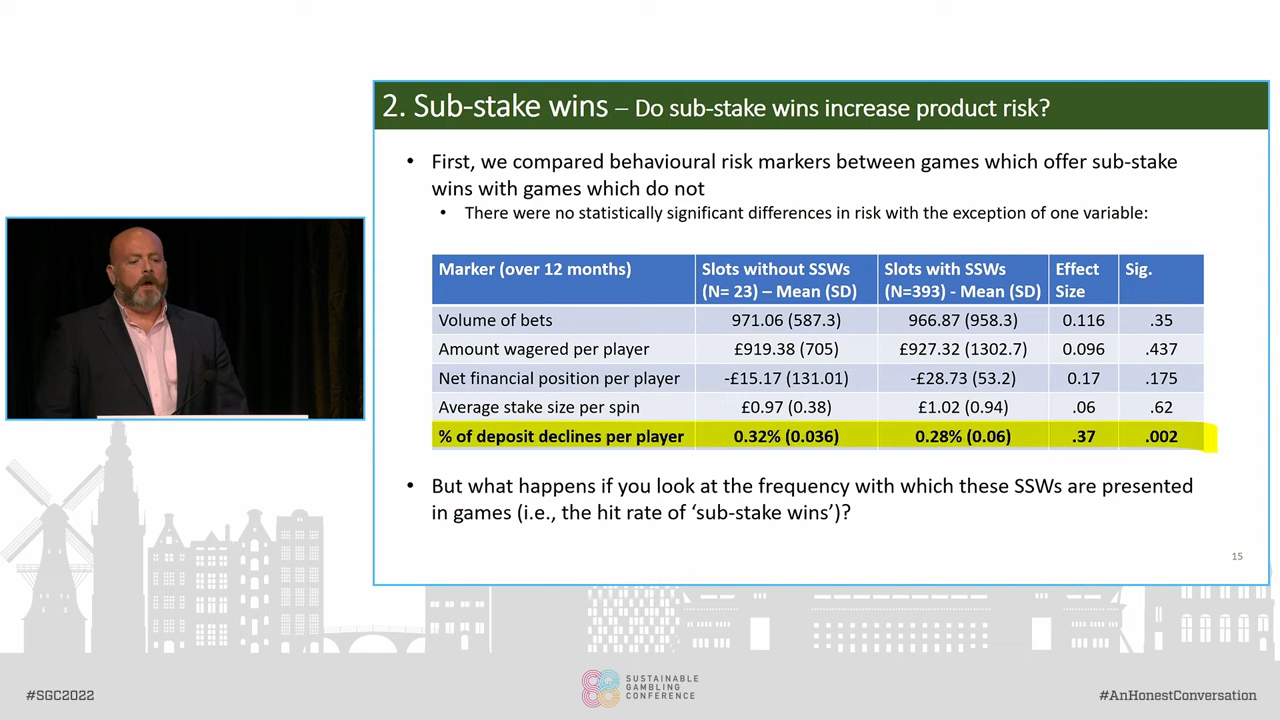 2. Sub-stake wins – Do sub-stake wins increase product risk?
• First, we compared behavioural risk markers between games which offer sub-stake
wins with games which do not
• There were no statistically significant differences in risk with the exception of one variable:
Marker (over 12 months) Slots without SSWs (N= 23) – Mean (SD) Slots with SSWs (N=393) - Mean (SD) Effect Size Sig.
Volume of bets 971.06 (587.3) 966.87 (958.3) 0.116 .35
Amount wagered per player £919.38 (705) £927.32 (1302.7) 0.096 .437
Net financial position per player -£15.17 (131.01) -£28.73 (53.2) 0.17 .175
Average stake size per spin £0.97 (0.38) £1.02 (0.94) .06 .62
% of deposit declines per player 0.32% (0.036) 0.28% (0.06) .37 .002
• But what happens if you look at the frequency with which these SSWs are presented
in games (i.e., the hit rate of ‘sub-stake wins’)?
15
#SGC2022
SUSTAINABLE
GAMBLING
CONFERENCE
#AnHonestConversation